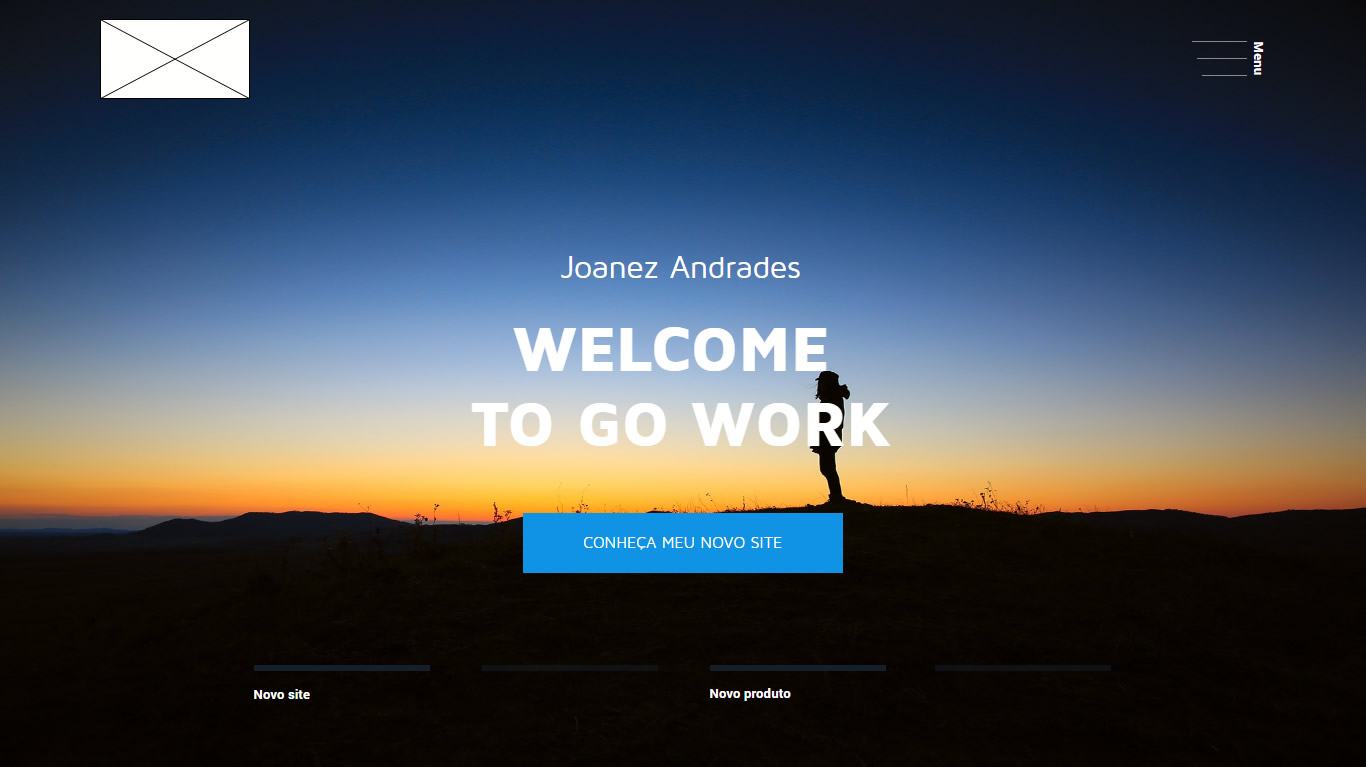 Menu
Joanez Andrades
WELCOME
TO GO WORK
CONHEÇA MEU NOVO SITE
Novo site
Novo produto